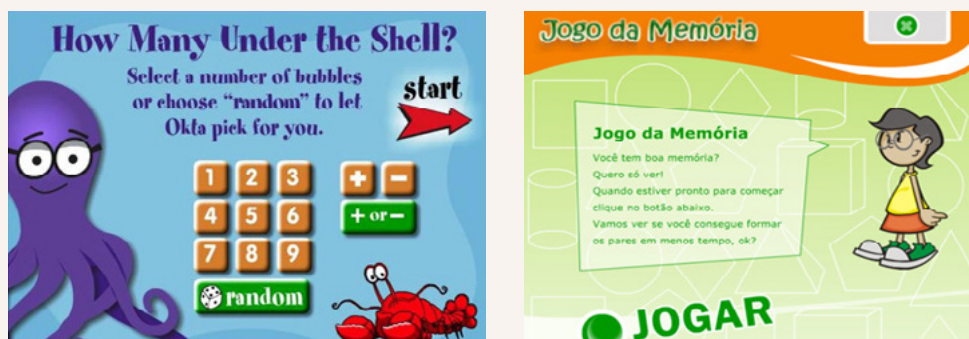 How Many Under the Shell?
Select a number of bubbles
or choose "random" to let
Okta pick for you.
start
1 2 3 + −
4 5 6 + or −
7 8 9
random
Jogo da Memória
Jogo da Memória
Você tem boa memória?
Quero só ver!
Quando estiver pronto para começar
clique no botão abaixo.
Vamos ver se você consegue formar
os pares em menos tempo, ok?
JOGAR